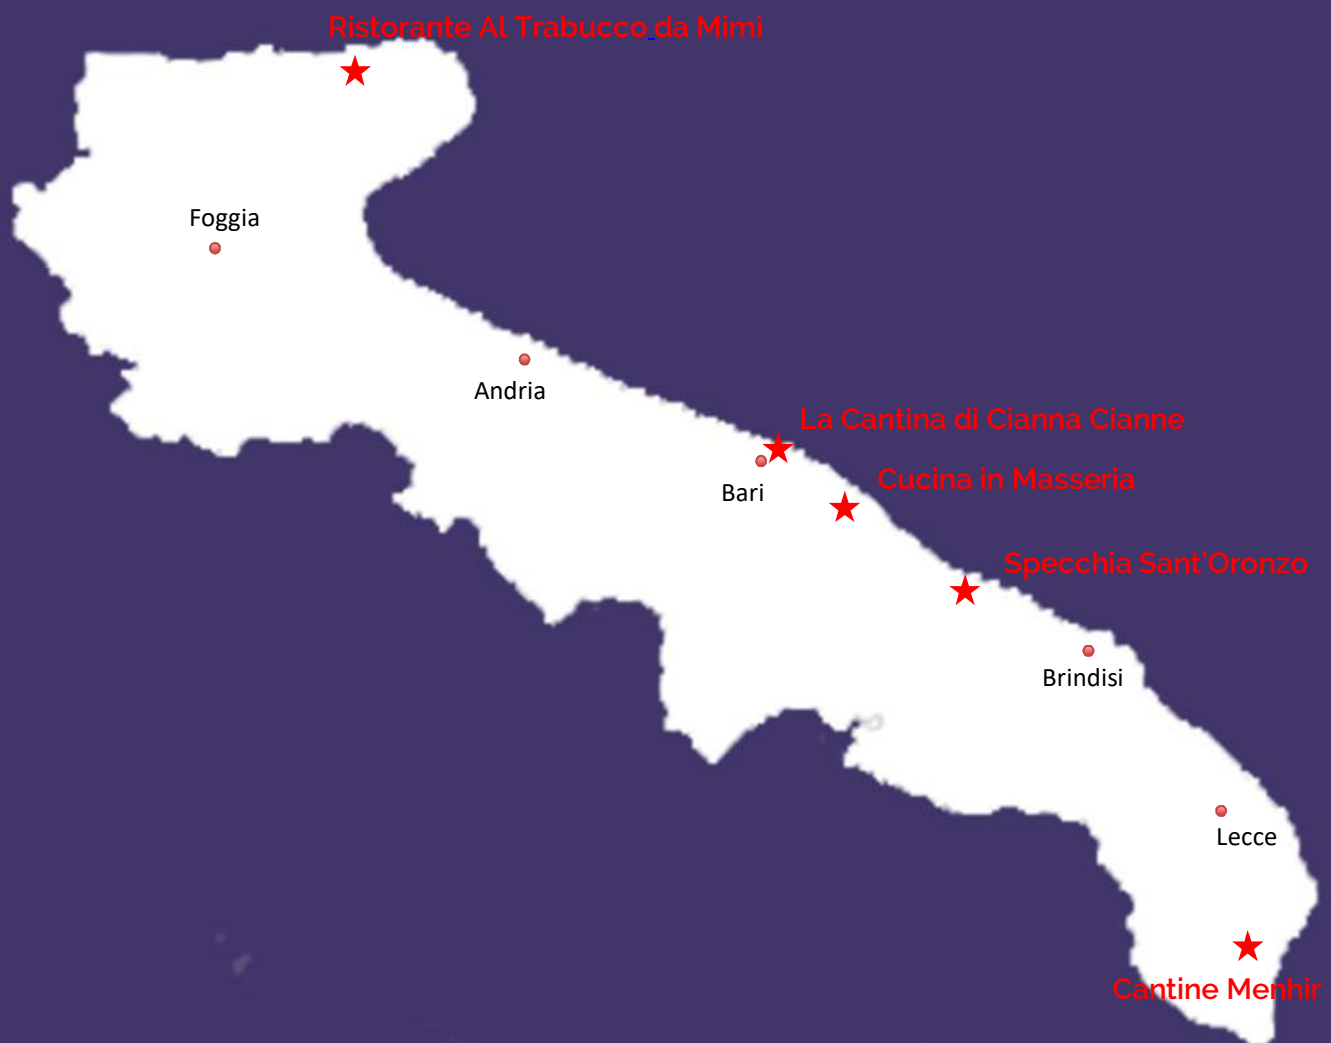 Ristorante Al Trabucco da Mimì
Foggia
Andria
La Cantina di Cianna Cianne
Cucina in Masseria
Bari
Specchia Sant'Oronzo
Brindisi
Lecce
Cantine Menhir